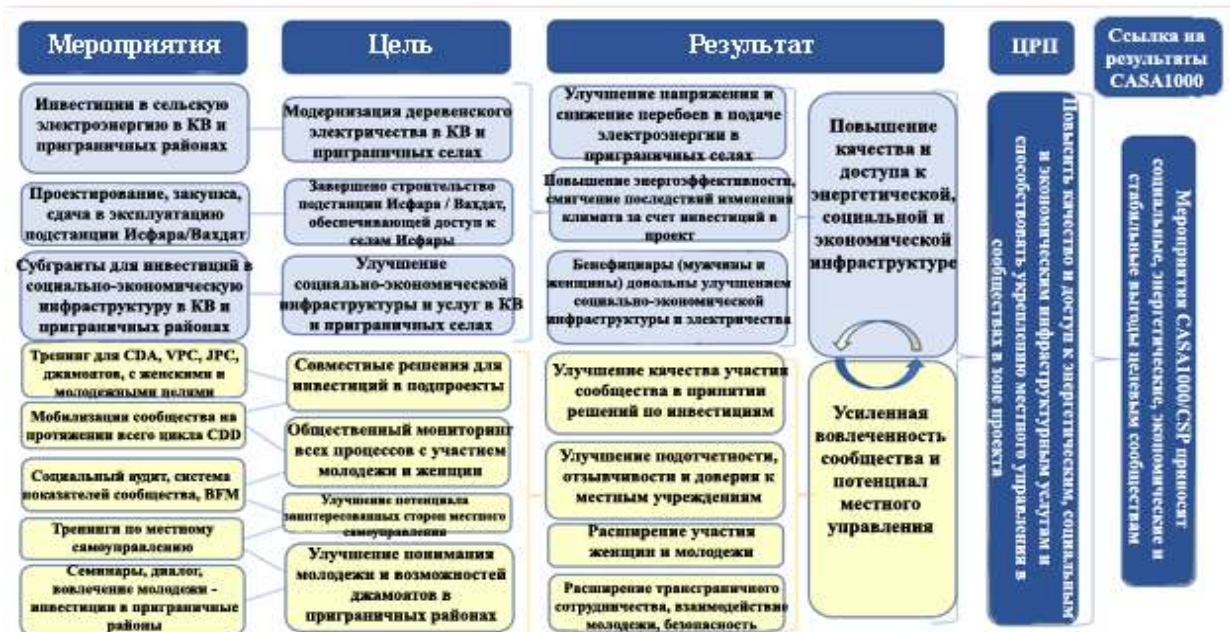 Мероприятия
Цель
Результат
ЦРП
Ссылка на
результаты
CASA1000
Инвестиции в сельскую
электроэнергию в КВ и
приграничных районах
Проектирование, закупка,
сдача в эксплуатацию
подстанции Исфара/Вахдат
Субгранты для инвестиций в
социально-экономическую
инфраструктуру в КВ и
приграничных районах
Тренинг для CDA, VPC, JPC,
джамоатов, с женскими и
молодежными целями
Мобилизации сообщества на
протяжении всего цикла CDD
Социальный аудит, система
показателей сообщества, BFM
Тренинги по местному
самоуправлению
Семинары, диалог,
вовлечение молодежи -
инвестиции в приграничные
районы
Модернизация деревенского
электричества в КВ и
приграничных селах
Завершено строительство
подстанции Исфара / Вахдат,
обеспечивающей доступ к
селам Исфары
Улучшение
социально-экономической
инфраструктуры и услуг в КВ
и приграничных селах
Совместные решения для
инвестиций в подпроекты
Общественный мониторинг
всех процессов с участием
молодежи и женщин
Улучшение потенциала
заинтересованных сторон местного
самоуправления
Улучшение понимания
молодежи и возможностей
джамоатов в
приграничных районах
Улучшение напряжения и
снижение перебоев в подаче
электроэнергии в
приграничных селах
Повышение энергоэффективности,
смягчение последствий изменения
климата за счет инвестиций в
проект
Бенефициары (мужчины и
женщины) довольны улучшением
социально-экономической
инфраструктуры и электричества
Улучшение качества участия
сообщества в принятии
решений по инвестициям
Улучшение подотчетности,
отзывчивости и доверия к
местным учреждениям
Расширение участия
женщин и молодежи
Расширение трансграничного
сотрудничества, взаимодействие
молодежи, безопасность
Повышение
качества и
доступа к
энергетической,
социальной и
экономической
инфраструктуре
Усиленная
вовлеченность
сообщества и
потенциал
местного
управления
Повысить качество и доступ к энергетическим, социальным
и экономическим инфраструктурным услугам и
способствовать укреплению местного управления в
сообществах в зоне проекта
Мероприятия CASA1000/CSP приносят
социальные, энергетические, экономические и
стабильные выгоды целевым сообществам